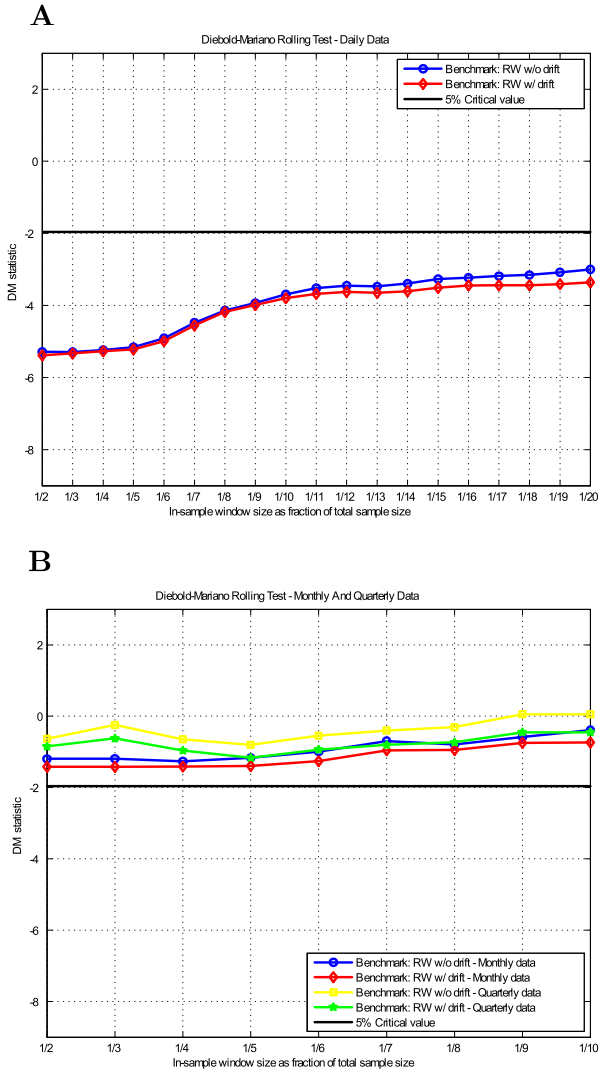 A
Diebold-Mariano Rolling Test - Daily Data
Benchmark: RW w/o drift
Benchmark: RW w/ drift
5% Critical value
2
0
-2
-4
-6
-8
DM statistic
1/2 1/3 1/4 1/5 1/6 1/7 1/8 1/9 1/10 1/11 1/12 1/13 1/14 1/15 1/16 1/17 1/18 1/19 1/20
In-sample window size as fraction of total sample size
B
Diebold-Mariano Rolling Test - Monthly And Quarterly Data
2
0
-2
-4
-6
-8
DM statistic
Benchmark: RW w/o drift - Monthly data
Benchmark: RW w/ drift - Monthly data
Benchmark: RW w/o drift - Quarterly data
Benchmark: RW w/ drift - Quarterly data
5% Critical value
1/2 1/3 1/4 1/5 1/6 1/7 1/8 1/9 1/10
In-sample window size as fraction of total sample size